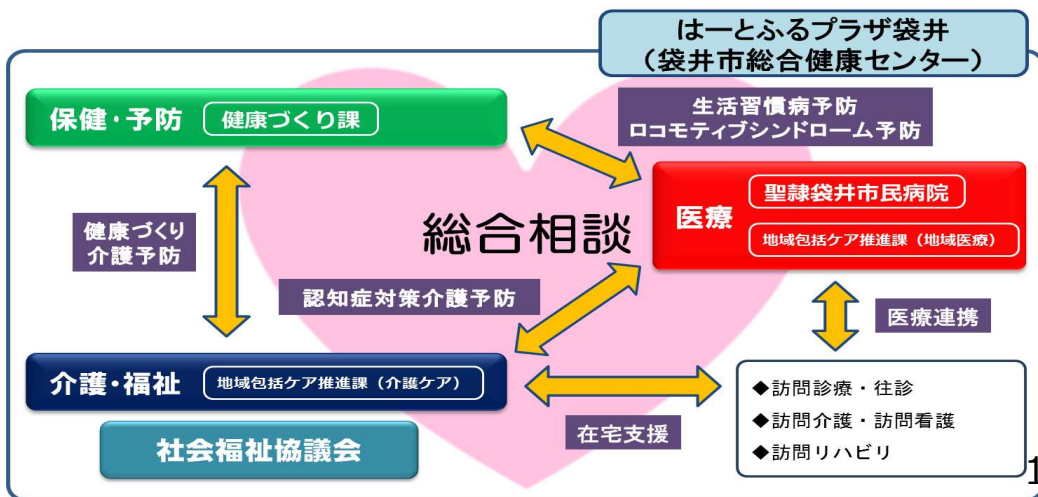 はーとふるプラザ袋井
（袋井市総合健康センター）
保健・予防 健康づくり課
生活習慣病予防
ロコモティブシンドローム予防
医療
聖隷袋井市民病院
地域包括ケア推進課（地域医療）
総合相談
健康づくり
介護予防
認知症対策介護予防
医療連携
介護・福祉 地域包括ケア推進課（介護ケア）
在宅支援
◆訪問診療・往診
◆訪問介護・訪問看護
◆訪問リハビリ
社会福祉協議会
1